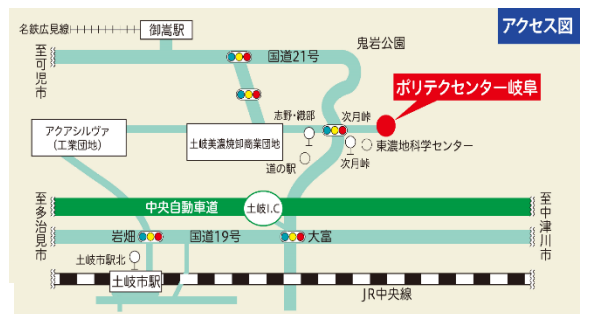 アクセス図
名鉄広見線
御嵩駅
至可児市
国道21号
鬼岩公園
ポリテクセンター岐阜
志野・織部
次月峠
アクアシルヴァ
(工業団地)
土岐美濃焼卸商業団地
道の駅
次月峠
東濃地科学センター
至多治見市
中央自動車道
土岐I.C
至中津川市
岩畑
国道19号
大富
土岐市駅北
土岐市駅
JR中央線